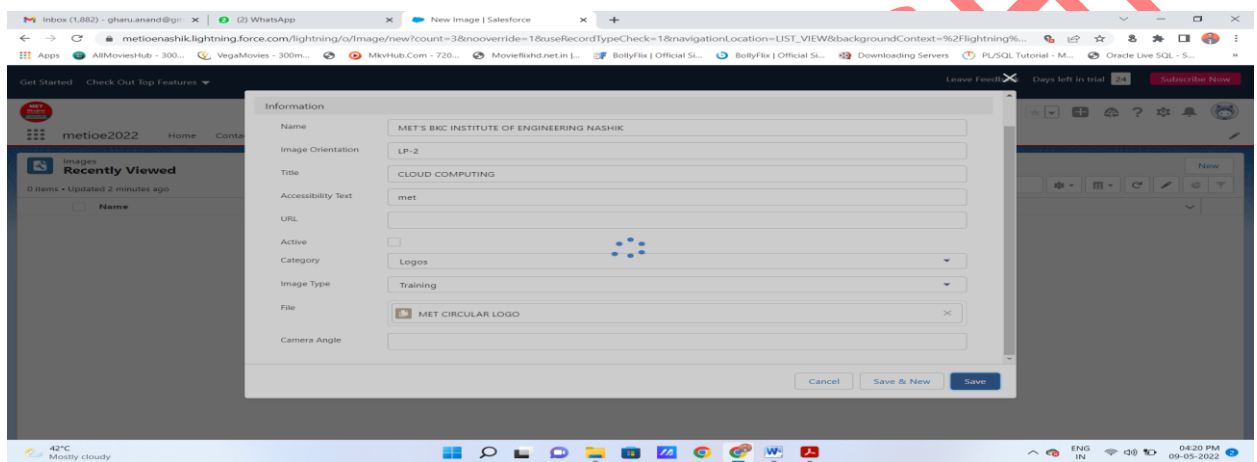 Inbox (1,882) - gharu.anand@gm
(2) WhatsApp
New Image | Salesforce
metioenashik.lightning.force.com/lightning/o/Image/new?count=3&nooverride=1&useRecordTypeCheck=1&navigationLocation=LIST_VIEW&backgroundContext=%2Flightning%...
Apps AllMoviesHub - 300... VegaMovies - 300m... MkvHub.Com - 720... Movieflixhd.net.in |... BollyFlix | Official Si... BollyFlix | Official Si... Downloading Servers PL/SQL Tutorial - M... Oracle Live SQL - S... »
Get Started Check Out Top Features Leave Feedb Days left in trial 24 Subscribe Now
MET
metioe2022 Home Conta
Images
Recently Viewed
New
0 items • Updated 2 minutes ago
Name
Information
Name MET'S BKC INSTITUTE OF ENGINEERING NASHIK
Image Orientation LP-2
Title CLOUD COMPUTING
Accessibility Text met
URL
Active
Category Logos
Image Type Training
File MET CIRCULAR LOGO
Camera Angle
Cancel Save & New Save
42°C
Mostly cloudy
ENG
IN
04:20 PM
09-05-2022
2